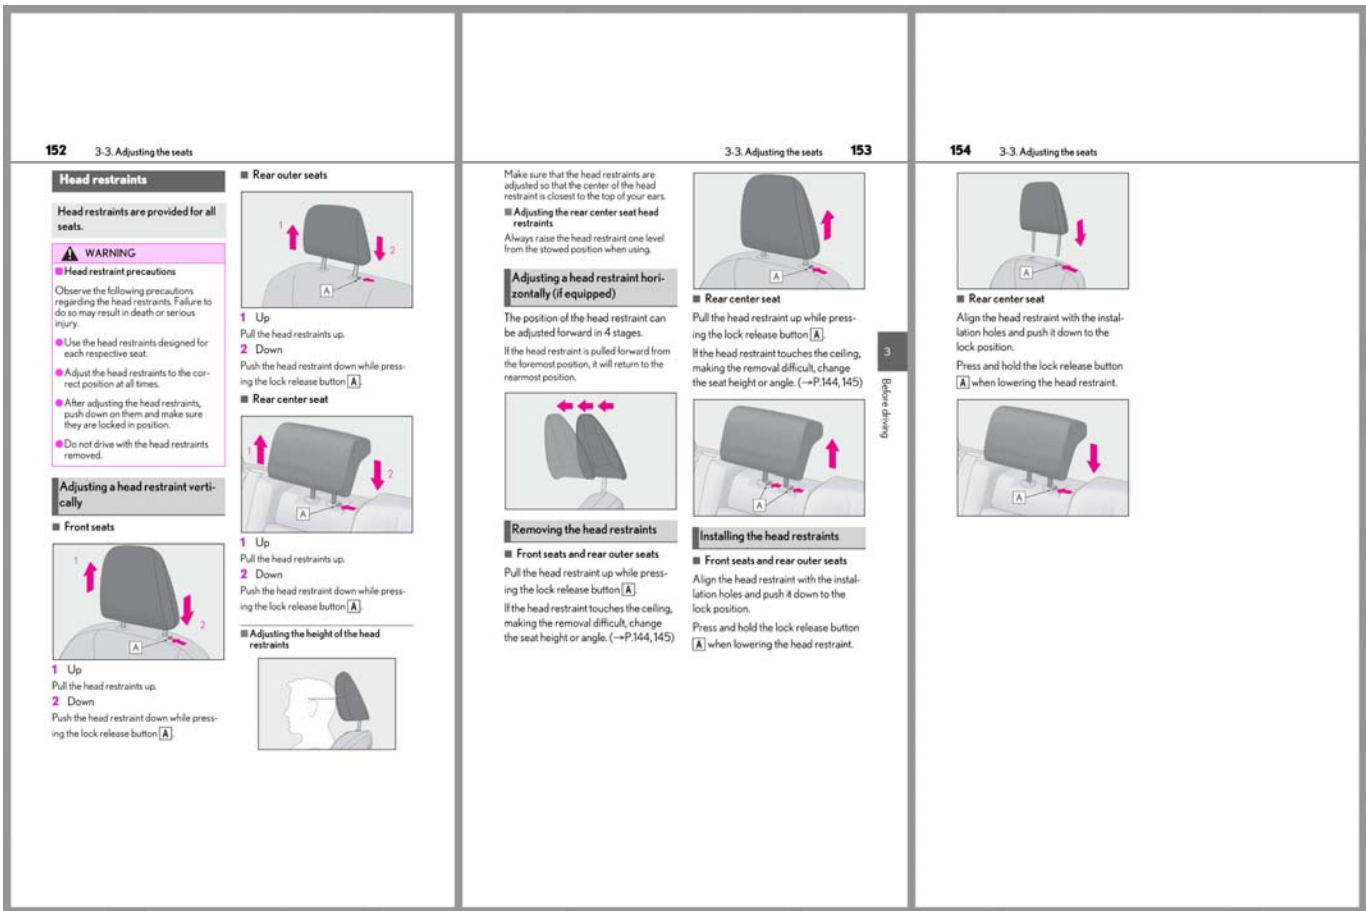 152 3-3. Adjusting the seats
Head restraints
Head restraints are provided for all
seats.
WARNING
■Head restraint precautions
Observe the following precautions
regarding the head restraints. Failure to
do so may result in death or serious
injury.
●Use the head restraints designed for
each respective seat.
●Adjust the head restraints to the cor-
rect position at all times.
●After adjusting the head restraints,
push down on them and make sure
they are locked in position.
●Do not drive with the head restraints
removed.
Adjusting a head restraint verti-
cally
■ Front seats
1
2
A
1 Up
Pull the head restraints up.
2 Down
Push the head restraint down while press-
ing the lock release button A.
■ Rear outer seats
1
2
A
1 Up
Pull the head restraints up.
2 Down
Push the head restraint down while press-
ing the lock release button A.
■ Rear center seat
1
2
A
1 Up
Pull the head restraints up.
2 Down
Push the head restraint down while press-
ing the lock release button A.
■Adjusting the height of the head
restraints
3-3. Adjusting the seats 153
Make sure that the head restraints are
adjusted so that the center of the head
restraint is closest to the top of your ears.
■Adjusting the rear center seat head
restraints
Always raise the head restraint one level
from the stowed position when using.
Adjusting a head restraint hori-
zontally (if equipped)
The position of the head restraint can
be adjusted forward in 4 stages.
If the head restraint is pulled forward from
the foremost position, it will return to the
rearmost position.
Removing the head restraints
■ Front seats and rear outer seats
Pull the head restraint up while press-
ing the lock release button A.
If the head restraint touches the ceiling,
making the removal difficult, change
the seat height or angle. (→P.144, 145)
A
■ Rear center seat
Pull the head restraint up while press-
ing the lock release button A.
If the head restraint touches the ceiling,
making the removal difficult, change
the seat height or angle. (→P.144, 145)
A
Installing the head restraints
■ Front seats and rear outer seats
Align the head restraint with the instal-
lation holes and push it down to the
lock position.
Press and hold the lock release button
A when lowering the head restraint.
3
Before driving
154 3-3. Adjusting the seats
A
■ Rear center seat
Align the head restraint with the instal-
lation holes and push it down to the
lock position.
Press and hold the lock release button
A when lowering the head restraint.
A